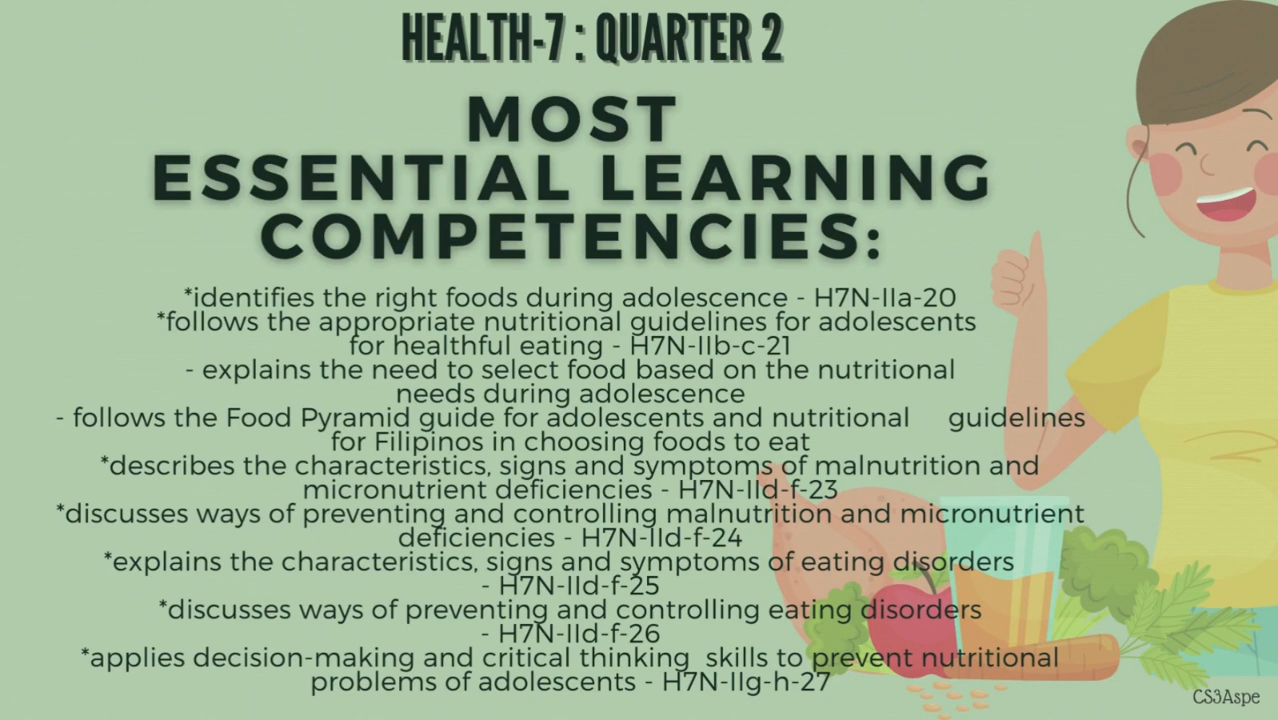 HEALTH-7 : QUARTER 2
MOST
ESSENTIAL LEARNING
COMPETENCIES:
*identifies the right foods during adolescence - H7N-IIa-20
*follows the appropriate nutritional guidelines for adolescents
for healthful eating - H7N-IIb-c-21
- explains the need to select food based on the nutritional
needs during adolescence
- follows the Food Pyramid guide for adolescents and nutritional guidelines
for Filipinos in choosing foods to eat
*describes the characteristics, signs and symptoms of malnutrition and
micronutrient deficiencies - H7N-IId-f-23
*discusses ways of preventing and controlling malnutrition and micronutrient
deficiencies - H7N-IId-f-24
*explains the characteristics, signs and symptoms of eating disorders
- H7N-IId-f-25
*discusses ways of preventing and controlling eating disorders
- H7N-IId-f-26
*applies decision-making and critical thinking skills to prevent nutritional
problems of adolescents - H7N-IIg-h-27
CS3Aspe